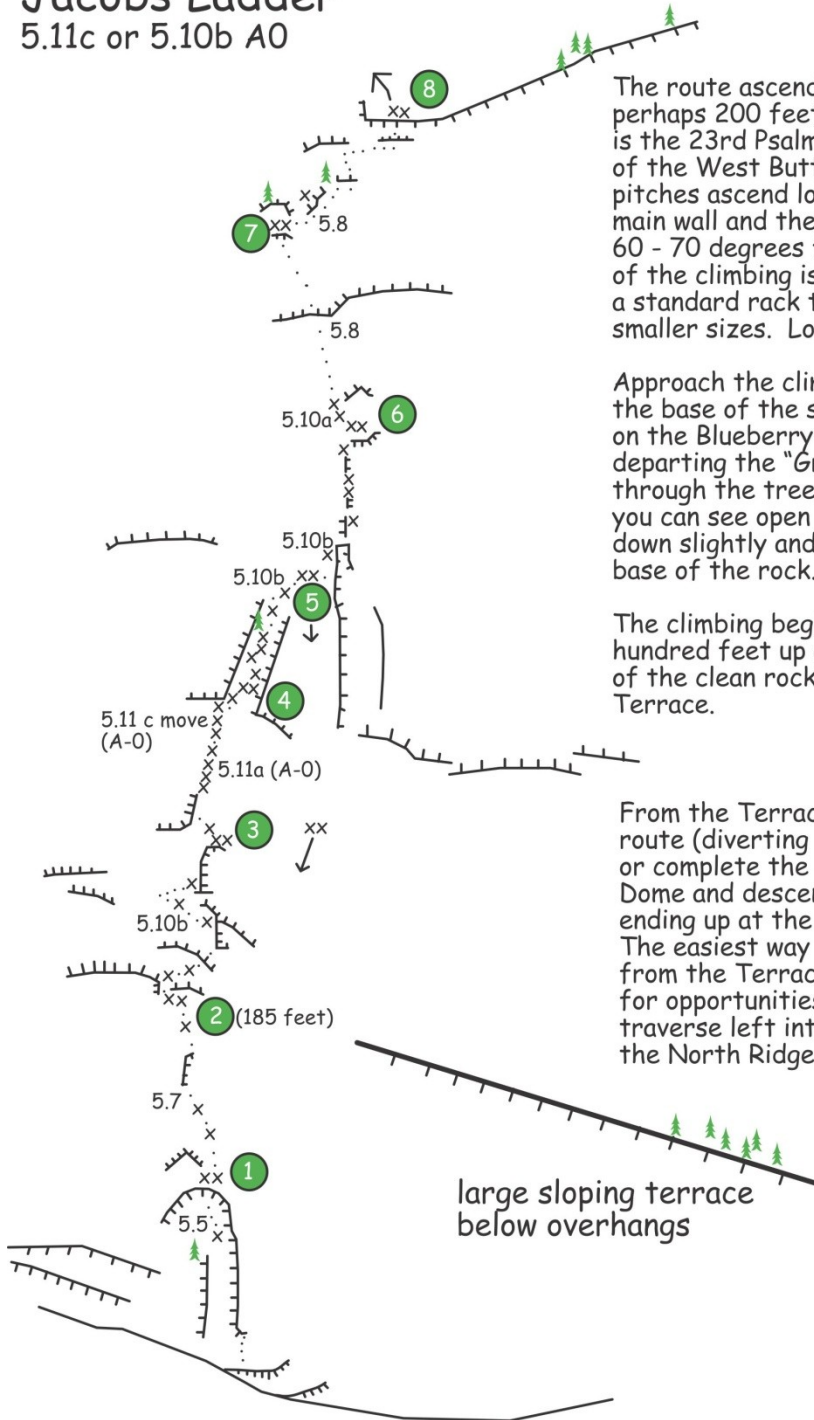 Jacobs Ladder
5.11c or 5.10b A0
8
7
5.8
5.8
5.10a
6
5.10b
5.10b
5
4
5.11 c move
(A-0)
5.11a (A-0)
3
5.10b
2 (185 feet)
5.7
1
5.5
large sloping terrace
below overhangs
The route ascend
perhaps 200 feet
is the 23rd Psalm
of the West Butt
pitches ascend lo
main wall and the
60 - 70 degrees
of the climbing is
a standard rack
smaller sizes. Lo
Approach the clim
the base of the s
on the Blueberry
departing the "Gr
through the tree
you can see open
down slightly and
base of the rock.
The climbing beg
hundred feet up
of the clean rock
Terrace.
From the Terrac
route (diverting
or complete the
Dome and descen
ending up at the
The easiest way
from the Terrac
for opportunities
traverse left int
the North Ridge